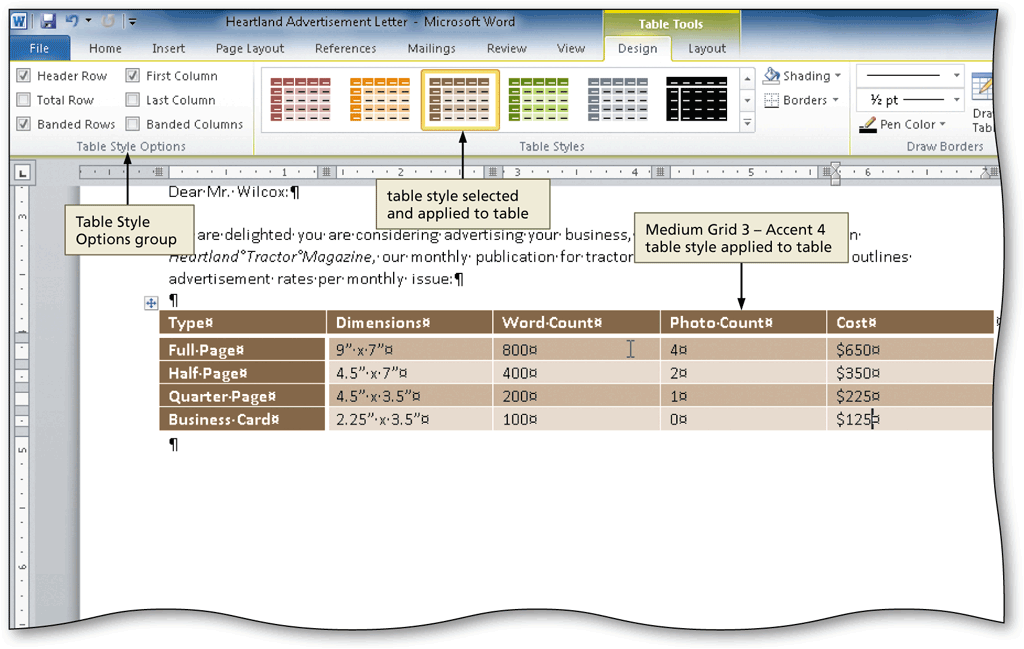 Heartland Advertisement Letter - Microsoft Word
Table Tools
File Home Insert Page Layout References Mailings Review View Design Layout
Header Row First Column
Total Row Last Column
Banded Rows Banded Columns
Table Style Options
Table Styles
Shading
Borders
½ pt
Pen Color
Draw Borders
1 2 3 4 5 6
Dear·Mr.·Wilcox:¶
Table Style
Options group
table style selected
and applied to table
Medium Grid 3 – Accent 4
table style applied to table
are·delighted·you·are·considering·advertising·your·business,·
Heartland°Tractor°Magazine,·our·monthly·publication·for·tractor outlines·
advertisement·rates·per·monthly·issue:¶
¶
Type¤ Dimensions¤ Word·Count¤ Photo·Count¤ Cost¤
Full·Page¤ 9”·x·7”¤ 800¤ 4¤ $650¤
Half·Page¤ 4.5”·x·7”¤ 400¤ 2¤ $350¤
Quarter·Page¤ 4.5”·x·3.5”¤ 200¤ 1¤ $225¤
Business·Card¤ 2.25”·x·3.5”¤ 100¤ 0¤ $125¤
¶